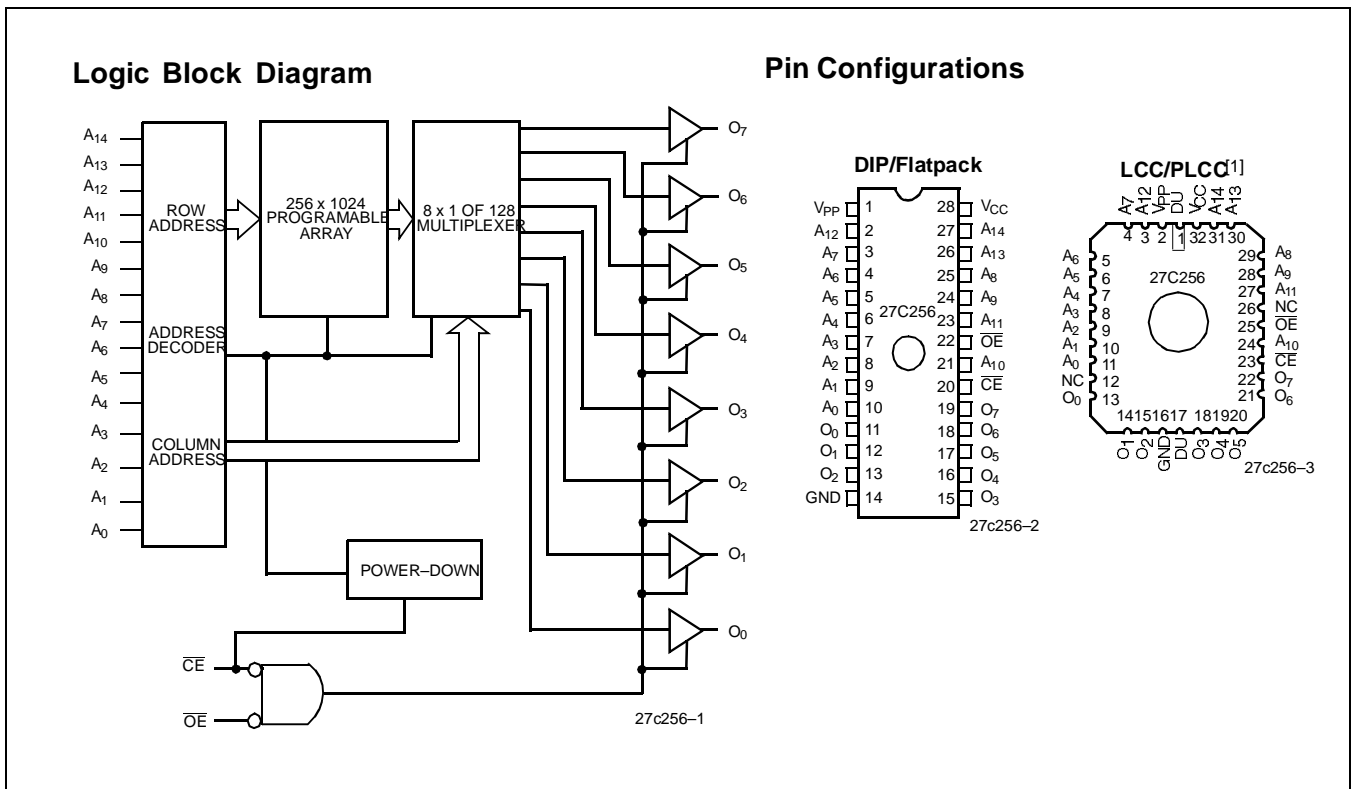 Logic Block Diagram
A14
A13
A12
A11
A10
A9
A8
A7
A6
A5
A4
A3
A2
A1
A0
ROW
ADDRESS
ADDRESS
DECODER
COLUMN
ADDRESS
256 x 1024
PROGRAMABLE
ARRAY
8 x 1 OF 128
MULTIPLEXER
POWER–DOWN
CE
OE
O7
O6
O5
O4
O3
O2
O1
O0
27c256–1
Pin Configurations
DIP/Flatpack
VPP 1 28 VCC
A12 2 27 A14
A7 3 26 A13
A6 4 25 A8
A5 5 24 A9
A4 6 27C256 23 A11
A3 7 22 OE
A2 8 21 A10
A1 9 20 CE
A0 10 19 O7
O0 11 18 O6
O1 12 17 O5
O2 13 16 O4
GND 14 15 O3
27c256–2
LCC/PLCC[1]
A7 A12 VPP DU VCC A14 A13
4 3 2 1 32 31 30
A6 5 29 A8
A5 6 28 A9
A4 7 27 A11
A3 8 26 NC
A2 9 25 OE
A1 10 24 A10
A0 11 23 CE
NC 12 22 O7
O0 13 21 O6
27C256
14 15 16 17 18 19 20
O1 O2 GND DU O3 O4 O5
27c256–3